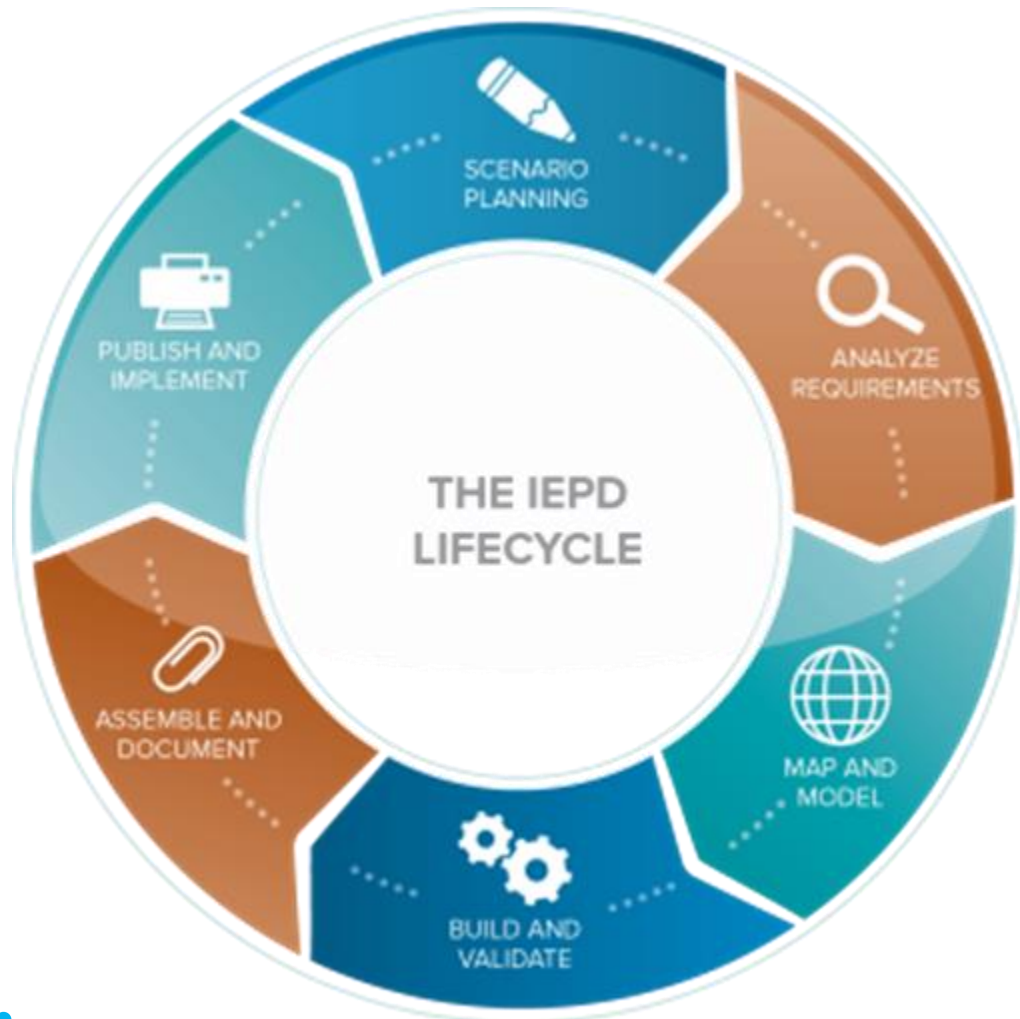 SCENARIO
PLANNING
ANALYZE
REQUIREMENTS
MAP AND
MODEL
BUILD AND
VALIDATE
ASSEMBLE AND
DOCUMENT
PUBLISH AND
IMPLEMENT
THE IEPD
LIFECYCLE